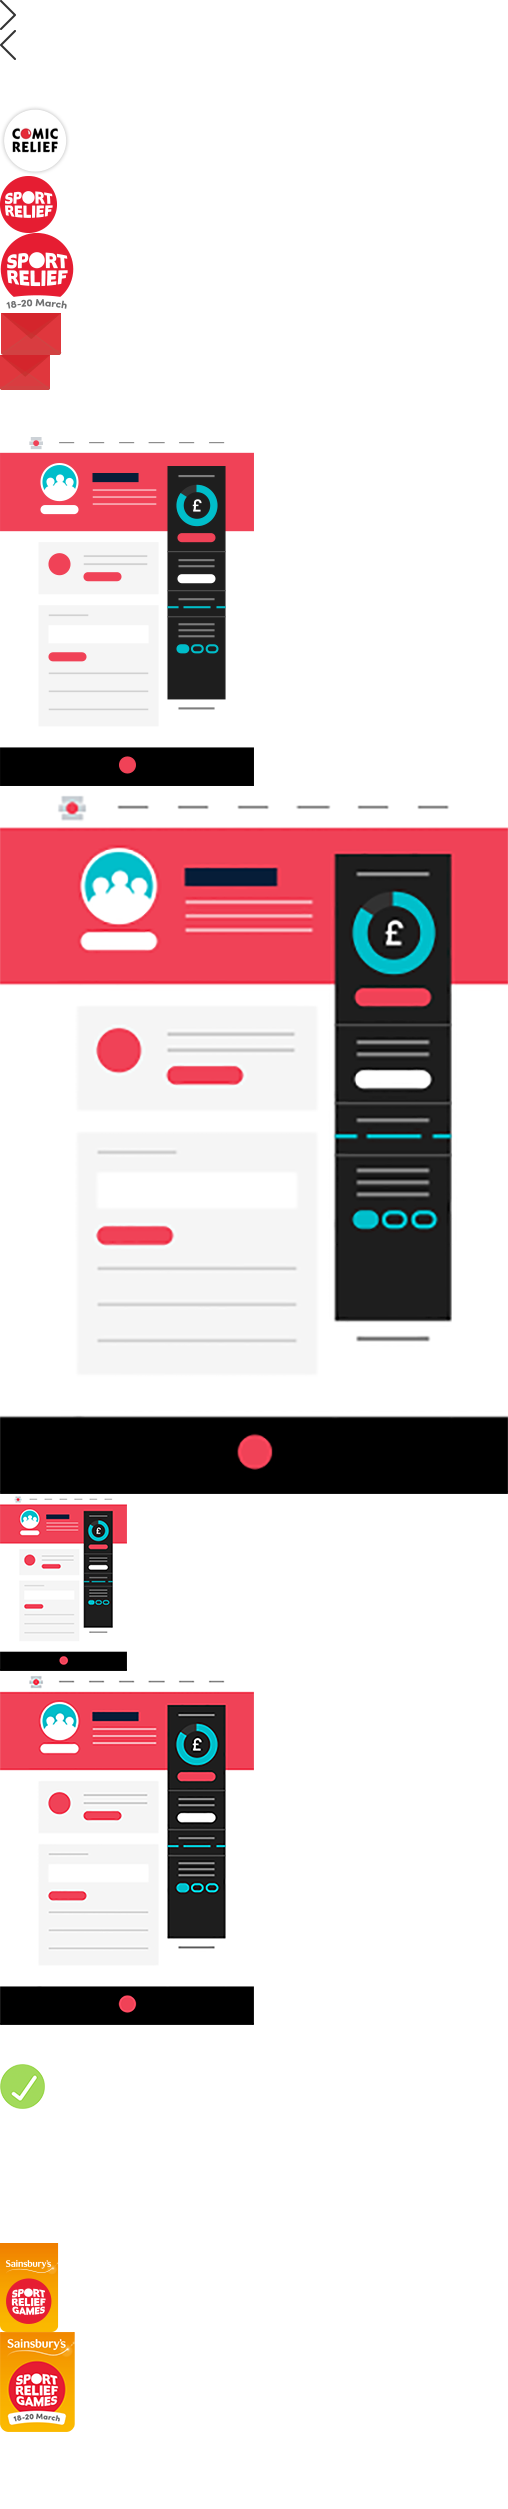 COMIC
RELIEF
SPORT
RELIEF
SPORT
RELIEF
18-20 March
£
£
£
£
Sainsbury's
SPORT
RELIEF
GAMES
Sainsbury's
SPORT
RELIEF
GAMES
18-20 March